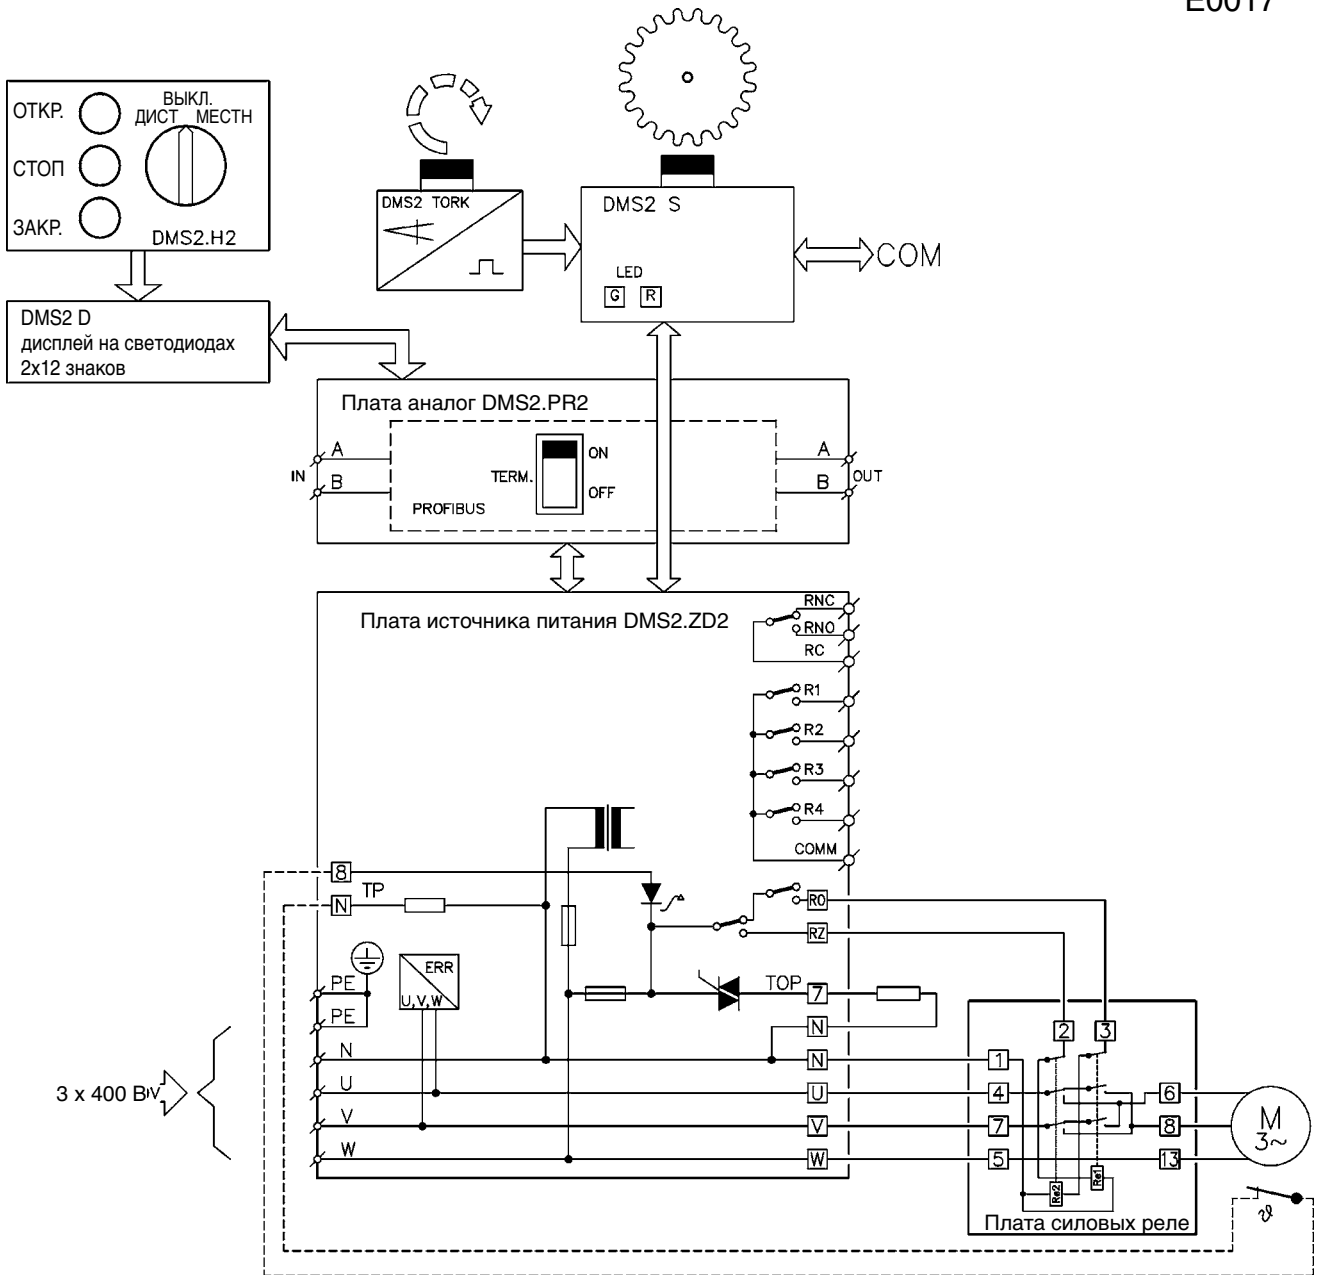 E0017
ОТКР.
ВЫКЛ.
ДИСТ МЕСТН
СТОП
ЗАКР.
DMS2.H2
DMS2 D
дисплей на светодиодах
2x12 знаков
DMS2 TORK
DMS2 S
LED
G R
COM
Плата аналог DMS2.PR2
IN
A
B
TERM.
ON
OFF
PROFIBUS
A
B
OUT
Плата источника питания DMS2.ZD2
RNC
RNO
RC
R1
R2
R3
R4
COMM
8
TP
N
RO
RZ
ERR
U,V,W
TOP
7
N
PE
PE
N
N
U
U
V
V
W
W
3 x 400 В
V
1
2
3
4
7
5
6
8
13
Re2
Re1
M
3~
ϑ
Плата силовых реле